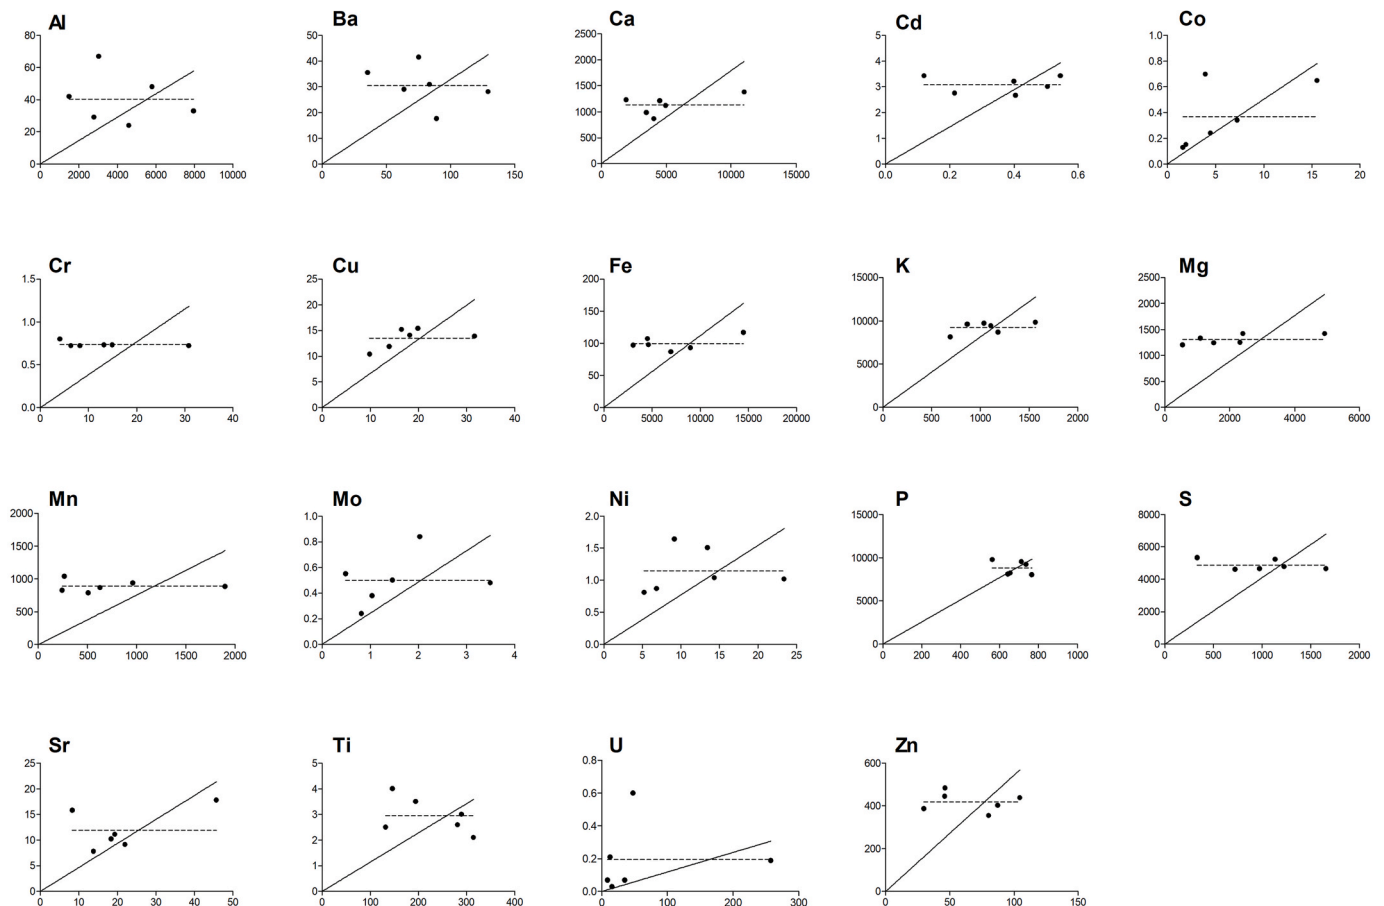 Al
80
60
40
20
0
0 2000 4000 6000 8000 10000
Ba
50
40
30
20
10
0
0 50 100 150
Ca
2500
2000
1500
1000
500
0
0 5000 10000 15000
Cd
5
4
3
2
1
0
0.0 0.2 0.4 0.6
Co
1.0
0.8
0.6
0.4
0.2
0.0
0 5 10 15 20
Cr
1.5
1.0
0.5
0.0
0 10 20 30 40
Cu
25
20
15
10
5
0
0 10 20 30 40
Fe
200
150
100
50
0
0 5000 10000 15000 20000
K
15000
10000
5000
0
0 500 1000 1500 2000
Mg
2500
2000
1500
1000
500
0
0 2000 4000 6000
Mn
2000
1500
1000
500
0
0 500 1000 1500 2000
Mo
1.0
0.8
0.6
0.4
0.2
0.0
0 1 2 3 4
Ni
2.0
1.5
1.0
0.5
0.0
0 5 10 15 20 25
P
15000
10000
5000
0
0 200 400 600 800 1000
S
8000
6000
4000
2000
0
0 500 1000 1500 2000
Sr
25
20
15
10
5
0
0 10 20 30 40 50
Ti
5
4
3
2
1
0
0 100 200 300 400
U
0.8
0.6
0.4
0.2
0.0
0 100 200 300
Zn
600
400
200
0
0 50 100 150